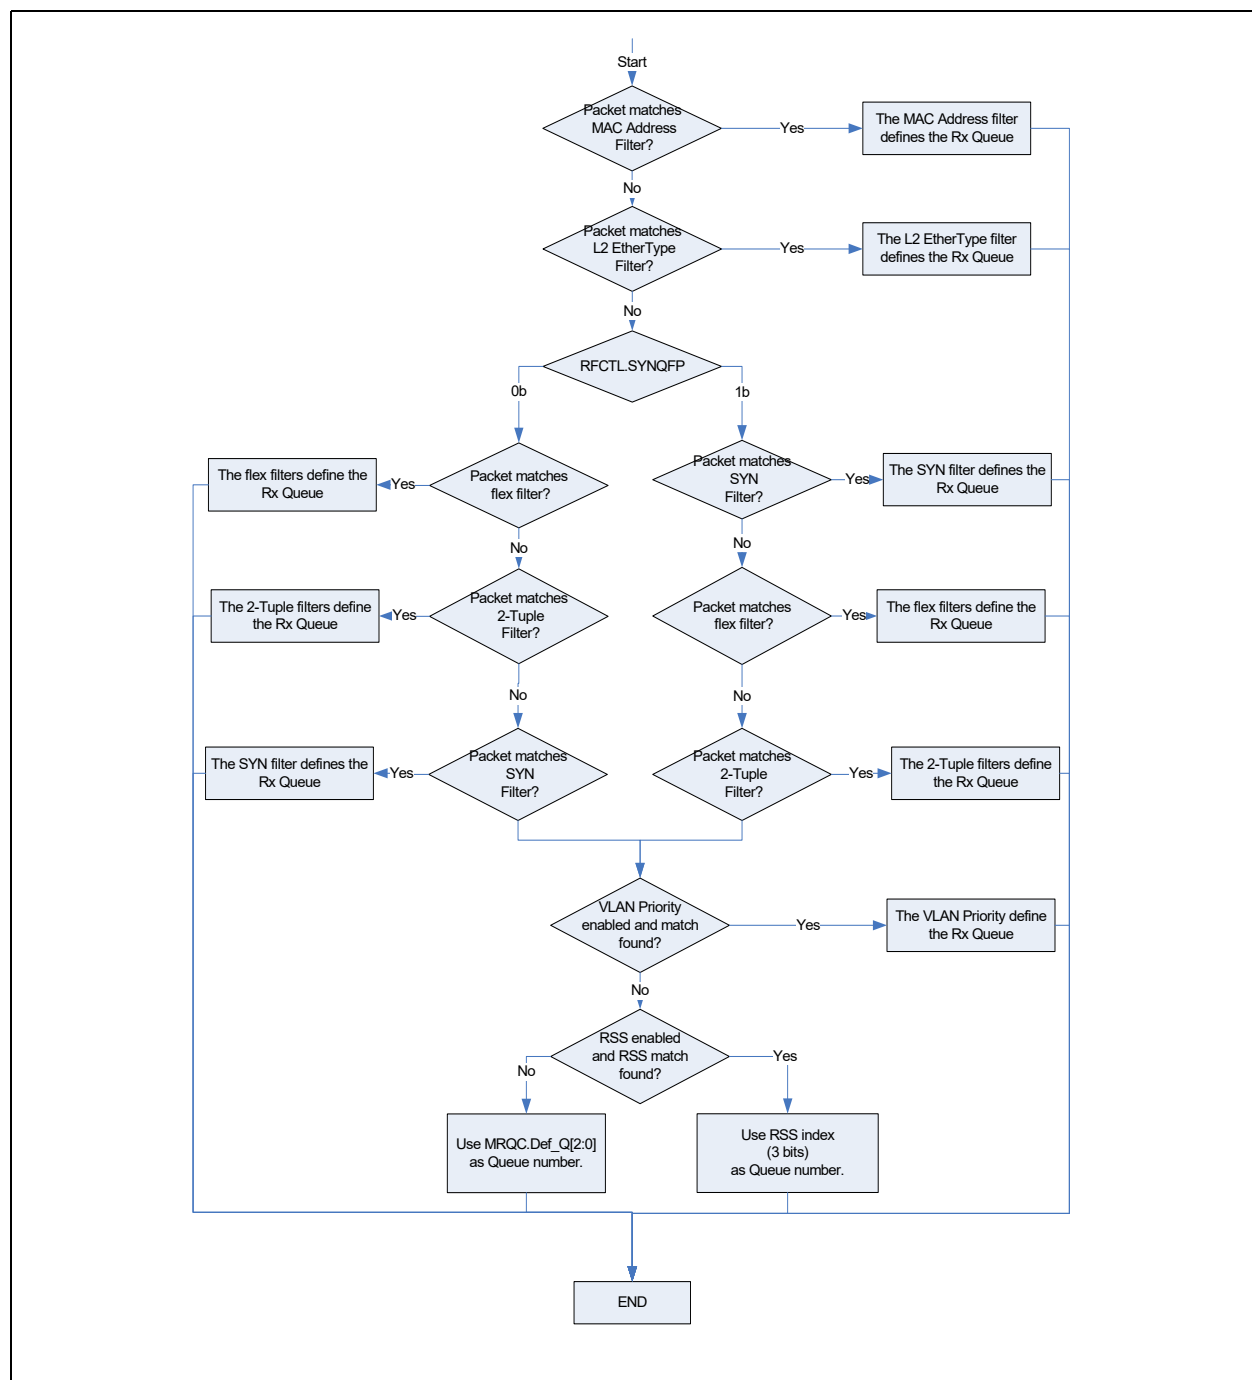 Start
Packet matches
MAC Address
Filter?
Yes
The MAC Address filter
defines the Rx Queue
No
Packet matches
L2 EtherType
Filter?
Yes
The L2 EtherType filter
defines the Rx Queue
No
RFCTL.SYNQFP
0b
1b
The flex filters define the
Rx Queue
Yes
Packet matches
flex filter?
Packet matches
SYN
Filter?
Yes
The SYN filter defines the
Rx Queue
No
No
The 2-Tuple filters define
the Rx Queue
Yes
Packet matches
2-Tuple
Filter?
Packet matches
flex filter?
Yes
The flex filters define the
Rx Queue
No
No
The SYN filter defines the
Rx Queue
Yes
Packet matches
SYN
Filter?
Packet matches
2-Tuple
Filter?
Yes
The 2-Tuple filters define
the Rx Queue
VLAN Priority
enabled and match
found?
Yes
The VLAN Priority define
the Rx Queue
No
RSS enabled
and RSS match
found?
No
Yes
Use MRQC.Def_Q[2:0]
as Queue number.
Use RSS index
(3 bits)
as Queue number.
END